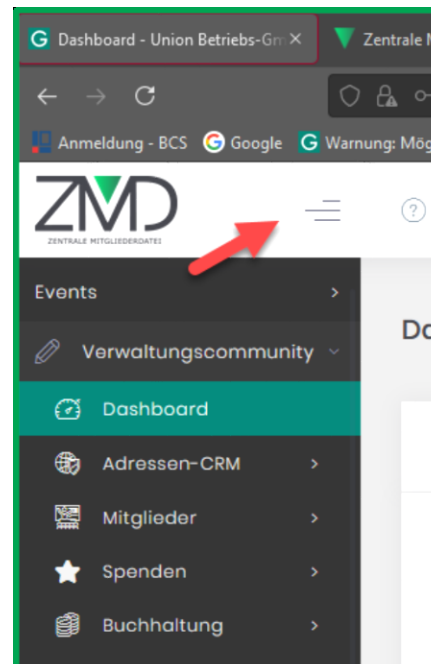 Dashboard - Union Betriebs-Gm
Zentrale M
Anmeldung - BCS
Google
Warnung: Mög
ZMD
ZENTRALE MITGLIEDERDATEI
Events
Da
Verwaltungscommunity
Dashboard
Adressen-CRM
Mitglieder
Spenden
Buchhaltung